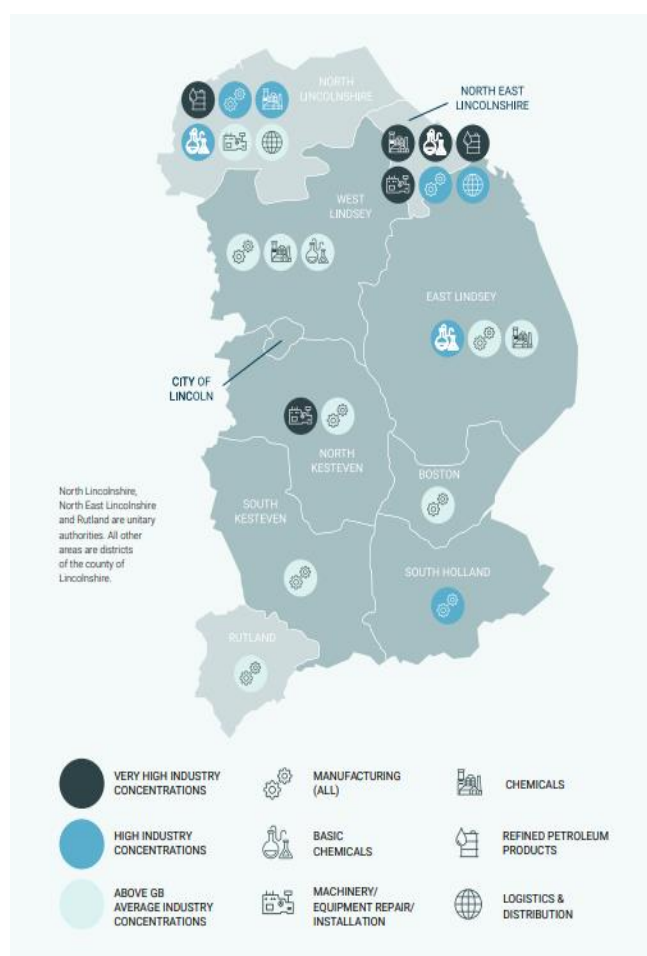 NORTH
LINCOLNSHIRE
NORTH EAST
LINCOLNSHIRE
WEST
LINDSEY
EAST LINDSEY
CITY OF
LINCOLN
NORTH
KESTEVEN
BOSTON
SOUTH
KESTEVEN
SOUTH HOLLAND
RUTLAND
North Lincolnshire,
North East Lincolnshire
and Rutland are unitary
authorities. All other
areas are districts
of the county of
Lincolnshire.
VERY HIGH INDUSTRY
CONCENTRATIONS
MANUFACTURING
(ALL)
CHEMICALS
HIGH INDUSTRY
CONCENTRATIONS
BASIC
CHEMICALS
REFINED PETROLEUM
PRODUCTS
ABOVE GB
AVERAGE INDUSTRY
CONCENTRATIONS
MACHINERY/
EQUIPMENT REPAIR/
INSTALLATION
LOGISTICS &
DISTRIBUTION